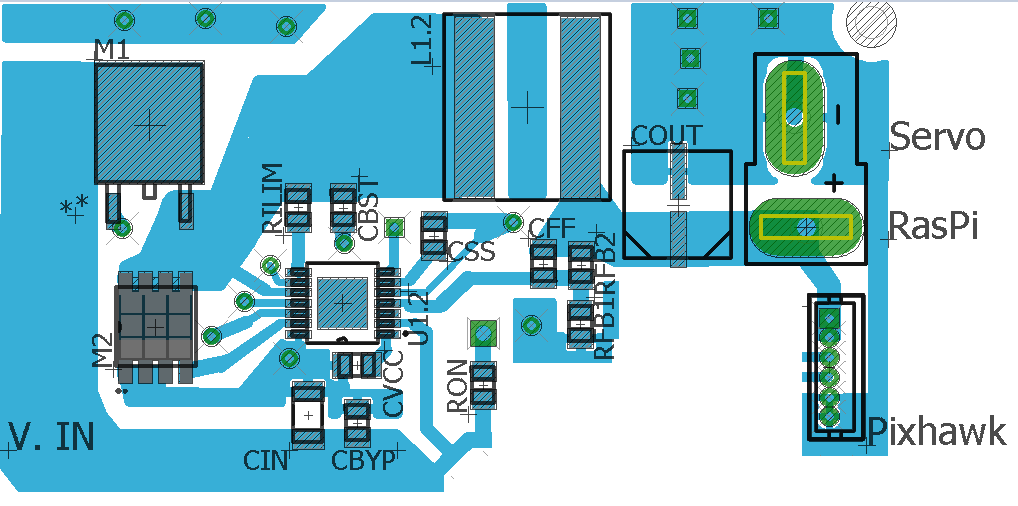 M1
L1.2
COUT
Servo
**
RILIM
CBST
CSS
CFF
RFB2
RasPi
U1.2
RFB1
M2
CVCC
RON
V. IN
CIN
CBYP
Pixhawk